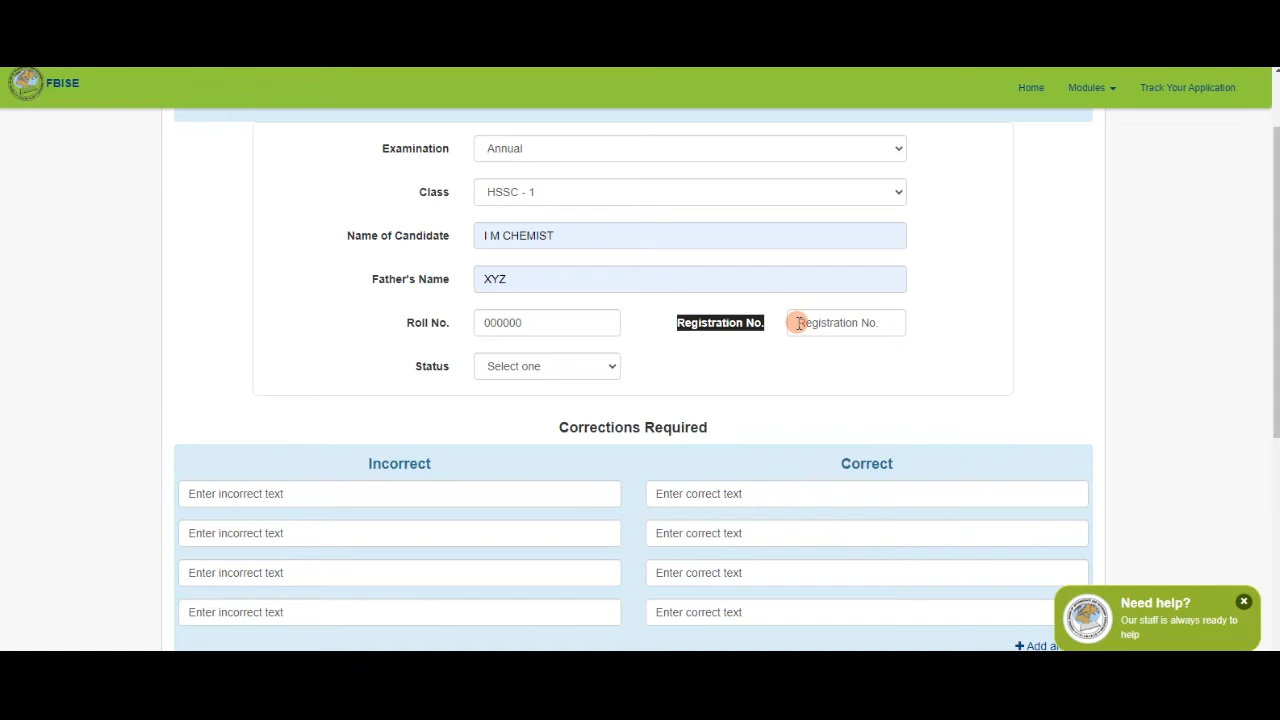 FBISE
Home Modules Track Your Application
Examination Annual
Class HSSC - 1
Name of Candidate I M CHEMIST
Father's Name XYZ
Roll No. 000000 Registration No. Registration No.
Status Select one
Corrections Required
Incorrect Correct
Enter incorrect text Enter correct text
Enter incorrect text Enter correct text
Enter incorrect text Enter correct text
Enter incorrect text Enter correct text
Need help?
Our staff is always ready to
help
+ Add